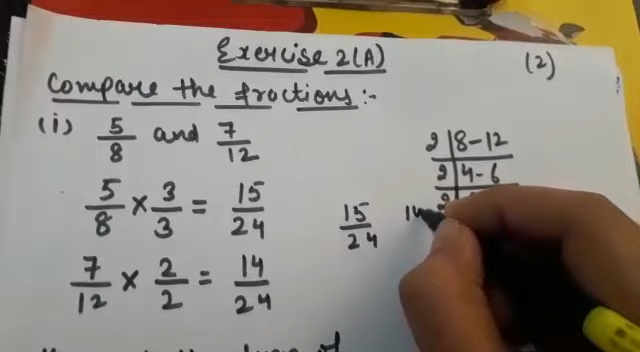 Exercise 2(A)
(2)
Compare the fractions:-
(i) 5/8 and 7/12
5/8 × 3/3 = 15/24
7/12 × 2/2 = 14/24
2 | 8 - 12
2 | 4 - 6
15/24 14